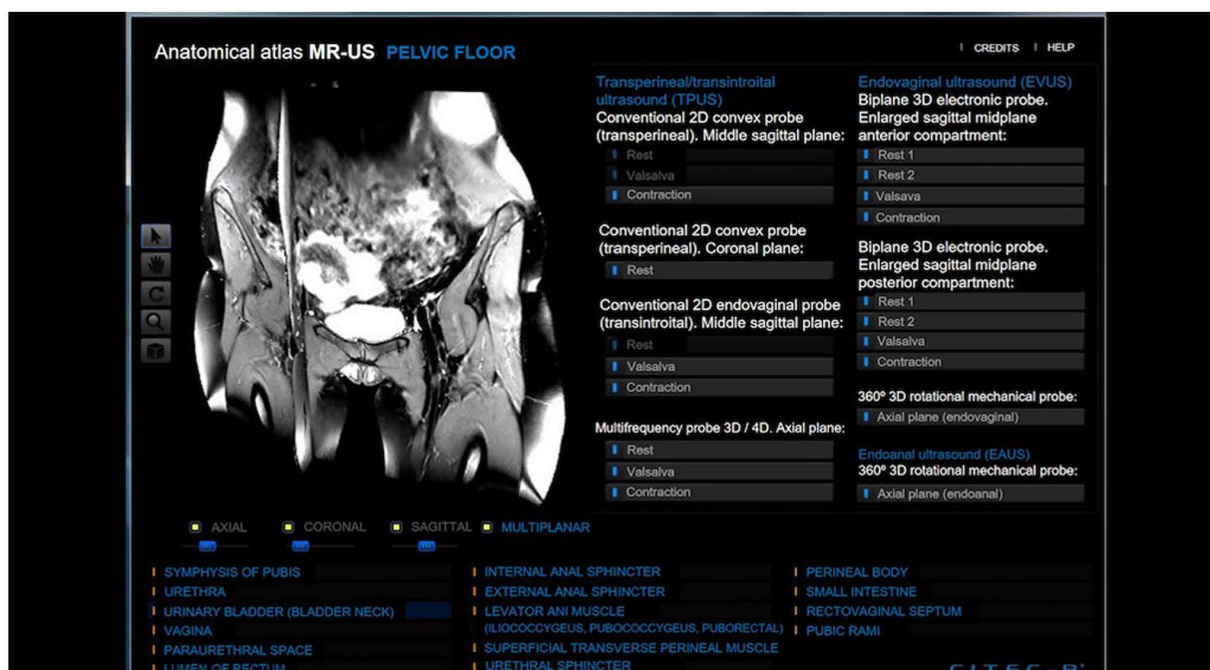 Anatomical atlas MR-US PELVIC FLOOR
CREDITS
HELP
Transperineal/transintroital
ultrasound (TPUS)
Conventional 2D convex probe
(transperineal). Middle sagittal plane:
Rest
Valsalva
Contraction
Conventional 2D convex probe
(transperineal). Coronal plane:
Rest
Conventional 2D endovaginal probe
(transintroital). Middle sagittal plane:
Rest
Valsalva
Contraction
Multifrequency probe 3D / 4D. Axial plane:
Rest
Valsalva
Contraction
Endovaginal ultrasound (EVUS)
Biplane 3D electronic probe.
Enlarged sagittal midplane
anterior compartment:
Rest 1
Rest 2
Valsava
Contraction
Biplane 3D electronic probe.
Enlarged sagittal midplane
posterior compartment:
Rest 1
Rest 2
Valsalva
Contraction
360º 3D rotational mechanical probe:
Axial plane (endovaginal)
Endoanal ultrasound (EAUS)
360º 3D rotational mechanical probe:
Axial plane (endoanal)
AXIAL
CORONAL
SAGITTAL
MULTIPLANAR
SYMPHYSIS OF PUBIS
URETHRA
URINARY BLADDER (BLADDER NECK)
VAGINA
PARAURETHRAL SPACE
LUMEN OF RECTUM
INTERNAL ANAL SPHINCTER
EXTERNAL ANAL SPHINCTER
LEVATOR ANI MUSCLE
(ILIOCOCCYGEUS, PUBOCOCCYGEUS, PUBORECTAL)
SUPERFICIAL TRANSVERSE PERINEAL MUSCLE
URETHRAL SPHINCTER
PERINEAL BODY
SMALL INTESTINE
RECTOVAGINAL SEPTUM
PUBIC RAMI